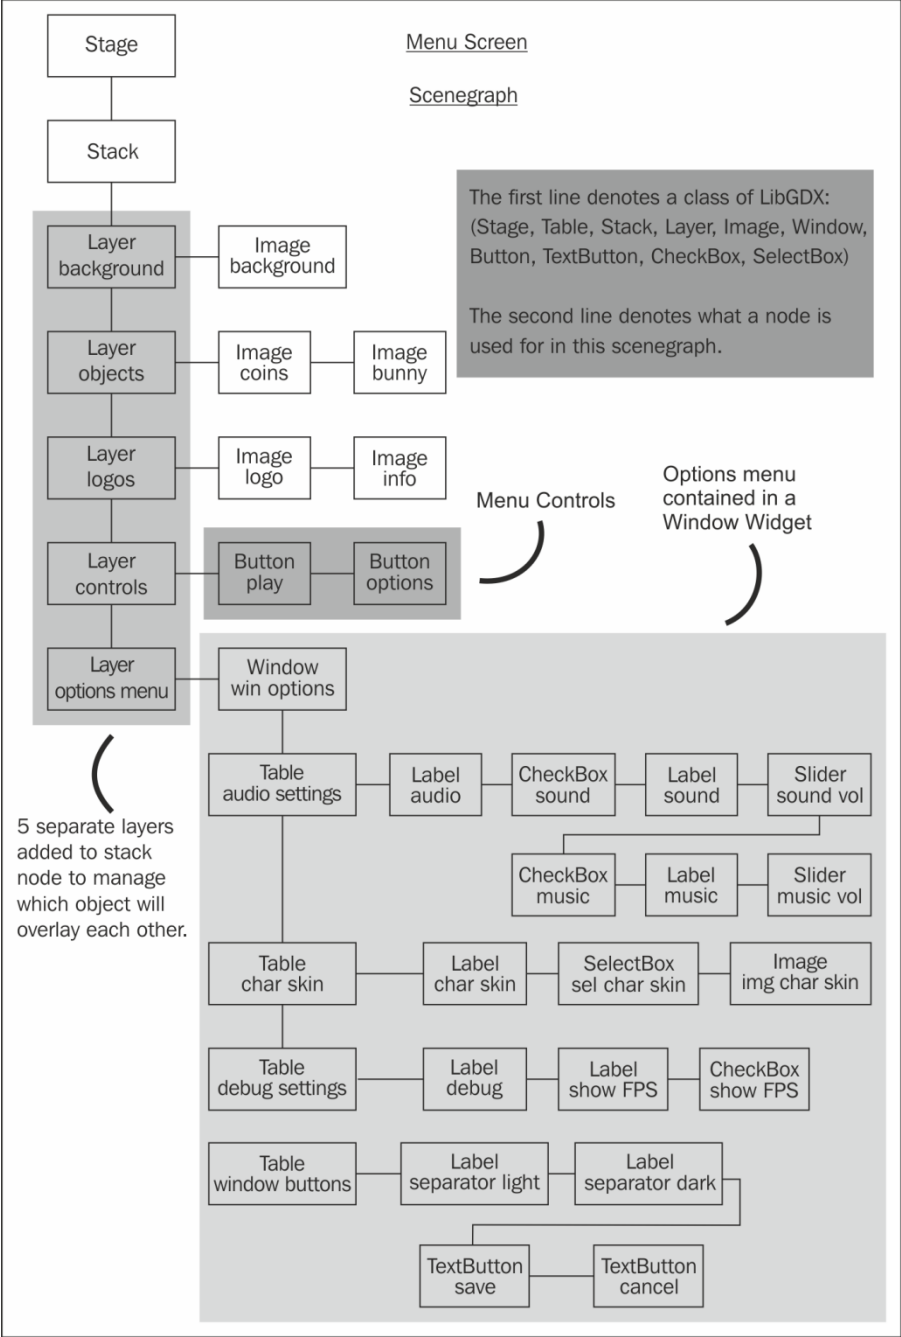 Stage
Menu Screen
Scenegraph
Stack
The first line denotes a class of LibGDX:
(Stage, Table, Stack, Layer, Image, Window,
Button, TextButton, CheckBox, SelectBox)
The second line denotes what a node is
used for in this scenegraph.
Layer
background
Image
background
Layer
objects
Image
coins
Image
bunny
Layer
logos
Image
logo
Image
info
Menu Controls
Options menu
contained in a
Window Widget
Layer
controls
Button
play
Button
options
Layer
options menu
Window
win options
5 separate layers
added to stack
node to manage
which object will
overlay each other.
Table
audio settings
Label
audio
CheckBox
sound
Label
sound
Slider
sound vol
CheckBox
music
Label
music
Slider
music vol
Table
char skin
Label
char skin
SelectBox
sel char skin
Image
img char skin
Table
debug settings
Label
debug
Label
show FPS
CheckBox
show FPS
Table
window buttons
Label
separator light
Label
separator dark
TextButton
save
TextButton
cancel